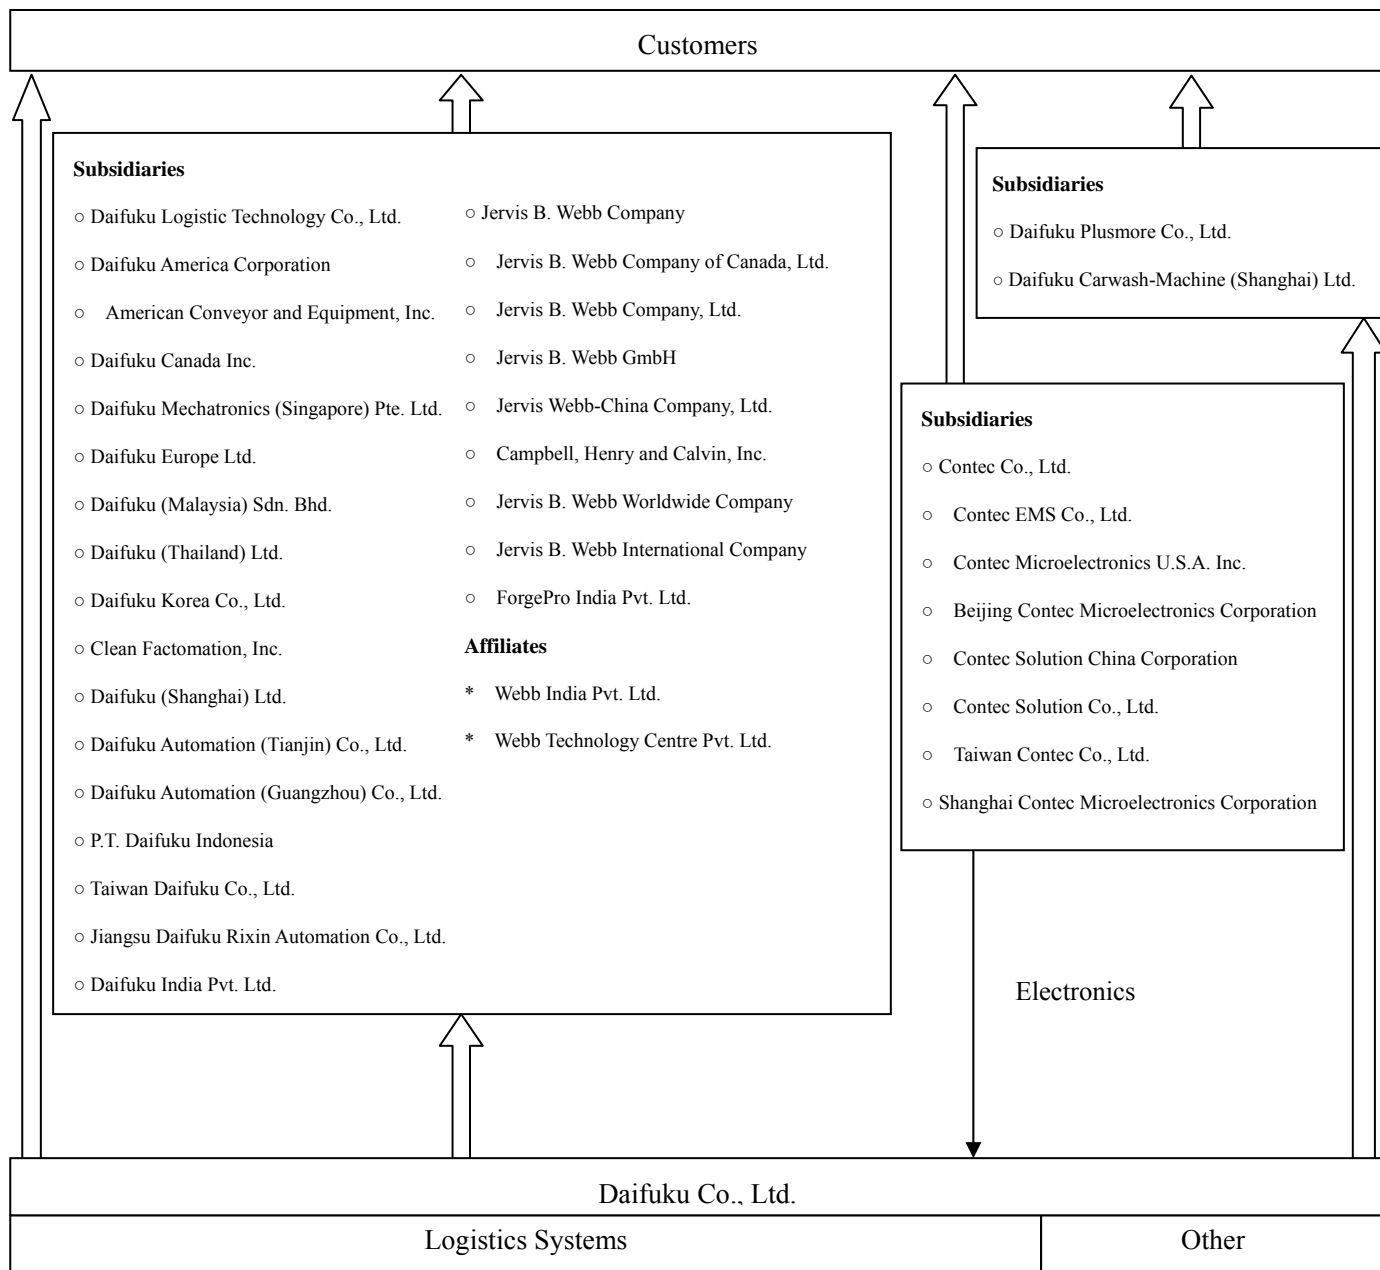 Customers
Subsidiaries
○ Daifuku Logistic Technology Co., Ltd.
○ Daifuku America Corporation
○ American Conveyor and Equipment, Inc.
○ Daifuku Canada Inc.
○ Daifuku Mechatronics (Singapore) Pte. Ltd.
○ Daifuku Europe Ltd.
○ Daifuku (Malaysia) Sdn. Bhd.
○ Daifuku (Thailand) Ltd.
○ Daifuku Korea Co., Ltd.
○ Clean Factomation, Inc.
○ Daifuku (Shanghai) Ltd.
○ Daifuku Automation (Tianjin) Co., Ltd.
○ Daifuku Automation (Guangzhou) Co., Ltd.
○ P.T. Daifuku Indonesia
○ Taiwan Daifuku Co., Ltd.
○ Jiangsu Daifuku Rixin Automation Co., Ltd.
○ Daifuku India Pvt. Ltd.
○ Jervis B. Webb Company
○ Jervis B. Webb Company of Canada, Ltd.
○ Jervis B. Webb Company, Ltd.
○ Jervis B. Webb GmbH
○ Jervis Webb-China Company, Ltd.
○ Campbell, Henry and Calvin, Inc.
○ Jervis B. Webb Worldwide Company
○ Jervis B. Webb International Company
○ ForgePro India Pvt. Ltd.
Affiliates
* Webb India Pvt. Ltd.
* Webb Technology Centre Pvt. Ltd.
Subsidiaries
○ Daifuku Plusmore Co., Ltd.
○ Daifuku Carwash-Machine (Shanghai) Ltd.
Subsidiaries
○ Contec Co., Ltd.
○ Contec EMS Co., Ltd.
○ Contec Microelectronics U.S.A. Inc.
○ Beijing Contec Microelectronics Corporation
○ Contec Solution China Corporation
○ Contec Solution Co., Ltd.
○ Taiwan Contec Co., Ltd.
○ Shanghai Contec Microelectronics Corporation
Electronics
Daifuku Co., Ltd.
Logistics Systems
Other